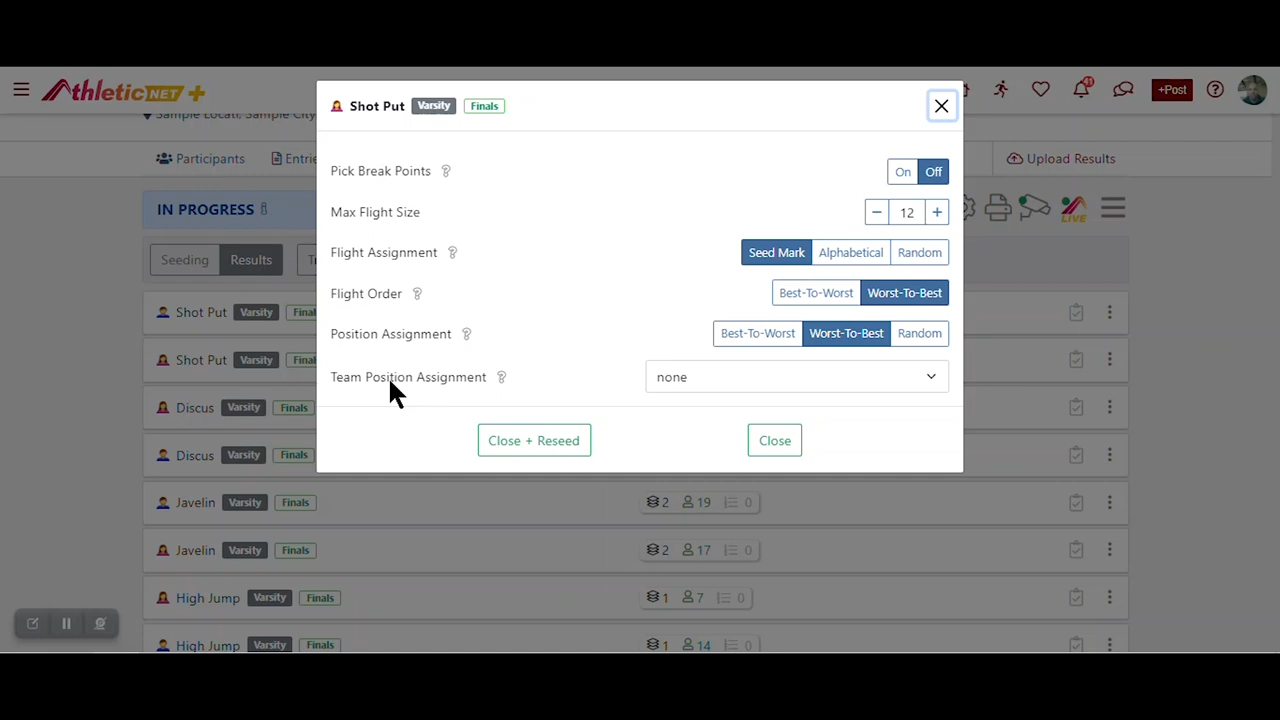 Shot Put Varsity Finals
Pick Break Points ? On Off
Max Flight Size − 12 +
Flight Assignment ? Seed Mark Alphabetical Random
Flight Order ? Best-To-Worst Worst-To-Best
Position Assignment ? Best-To-Worst Worst-To-Best Random
Team Position Assignment ? none
Close + Reseed Close
Athletic NET +
+Post
Sample City
Participants
Upload Results
IN PROGRESS
LIVE
Seeding Results
Shot Put Varsity
Shot Put Varsity
Discus Varsity Finals
Discus Varsity Finals
Javelin Varsity Finals 2 19 0
Javelin Varsity Finals 2 17 0
High Jump Varsity Finals 1 7 0
High Jump Varsity Finals 1 14 0